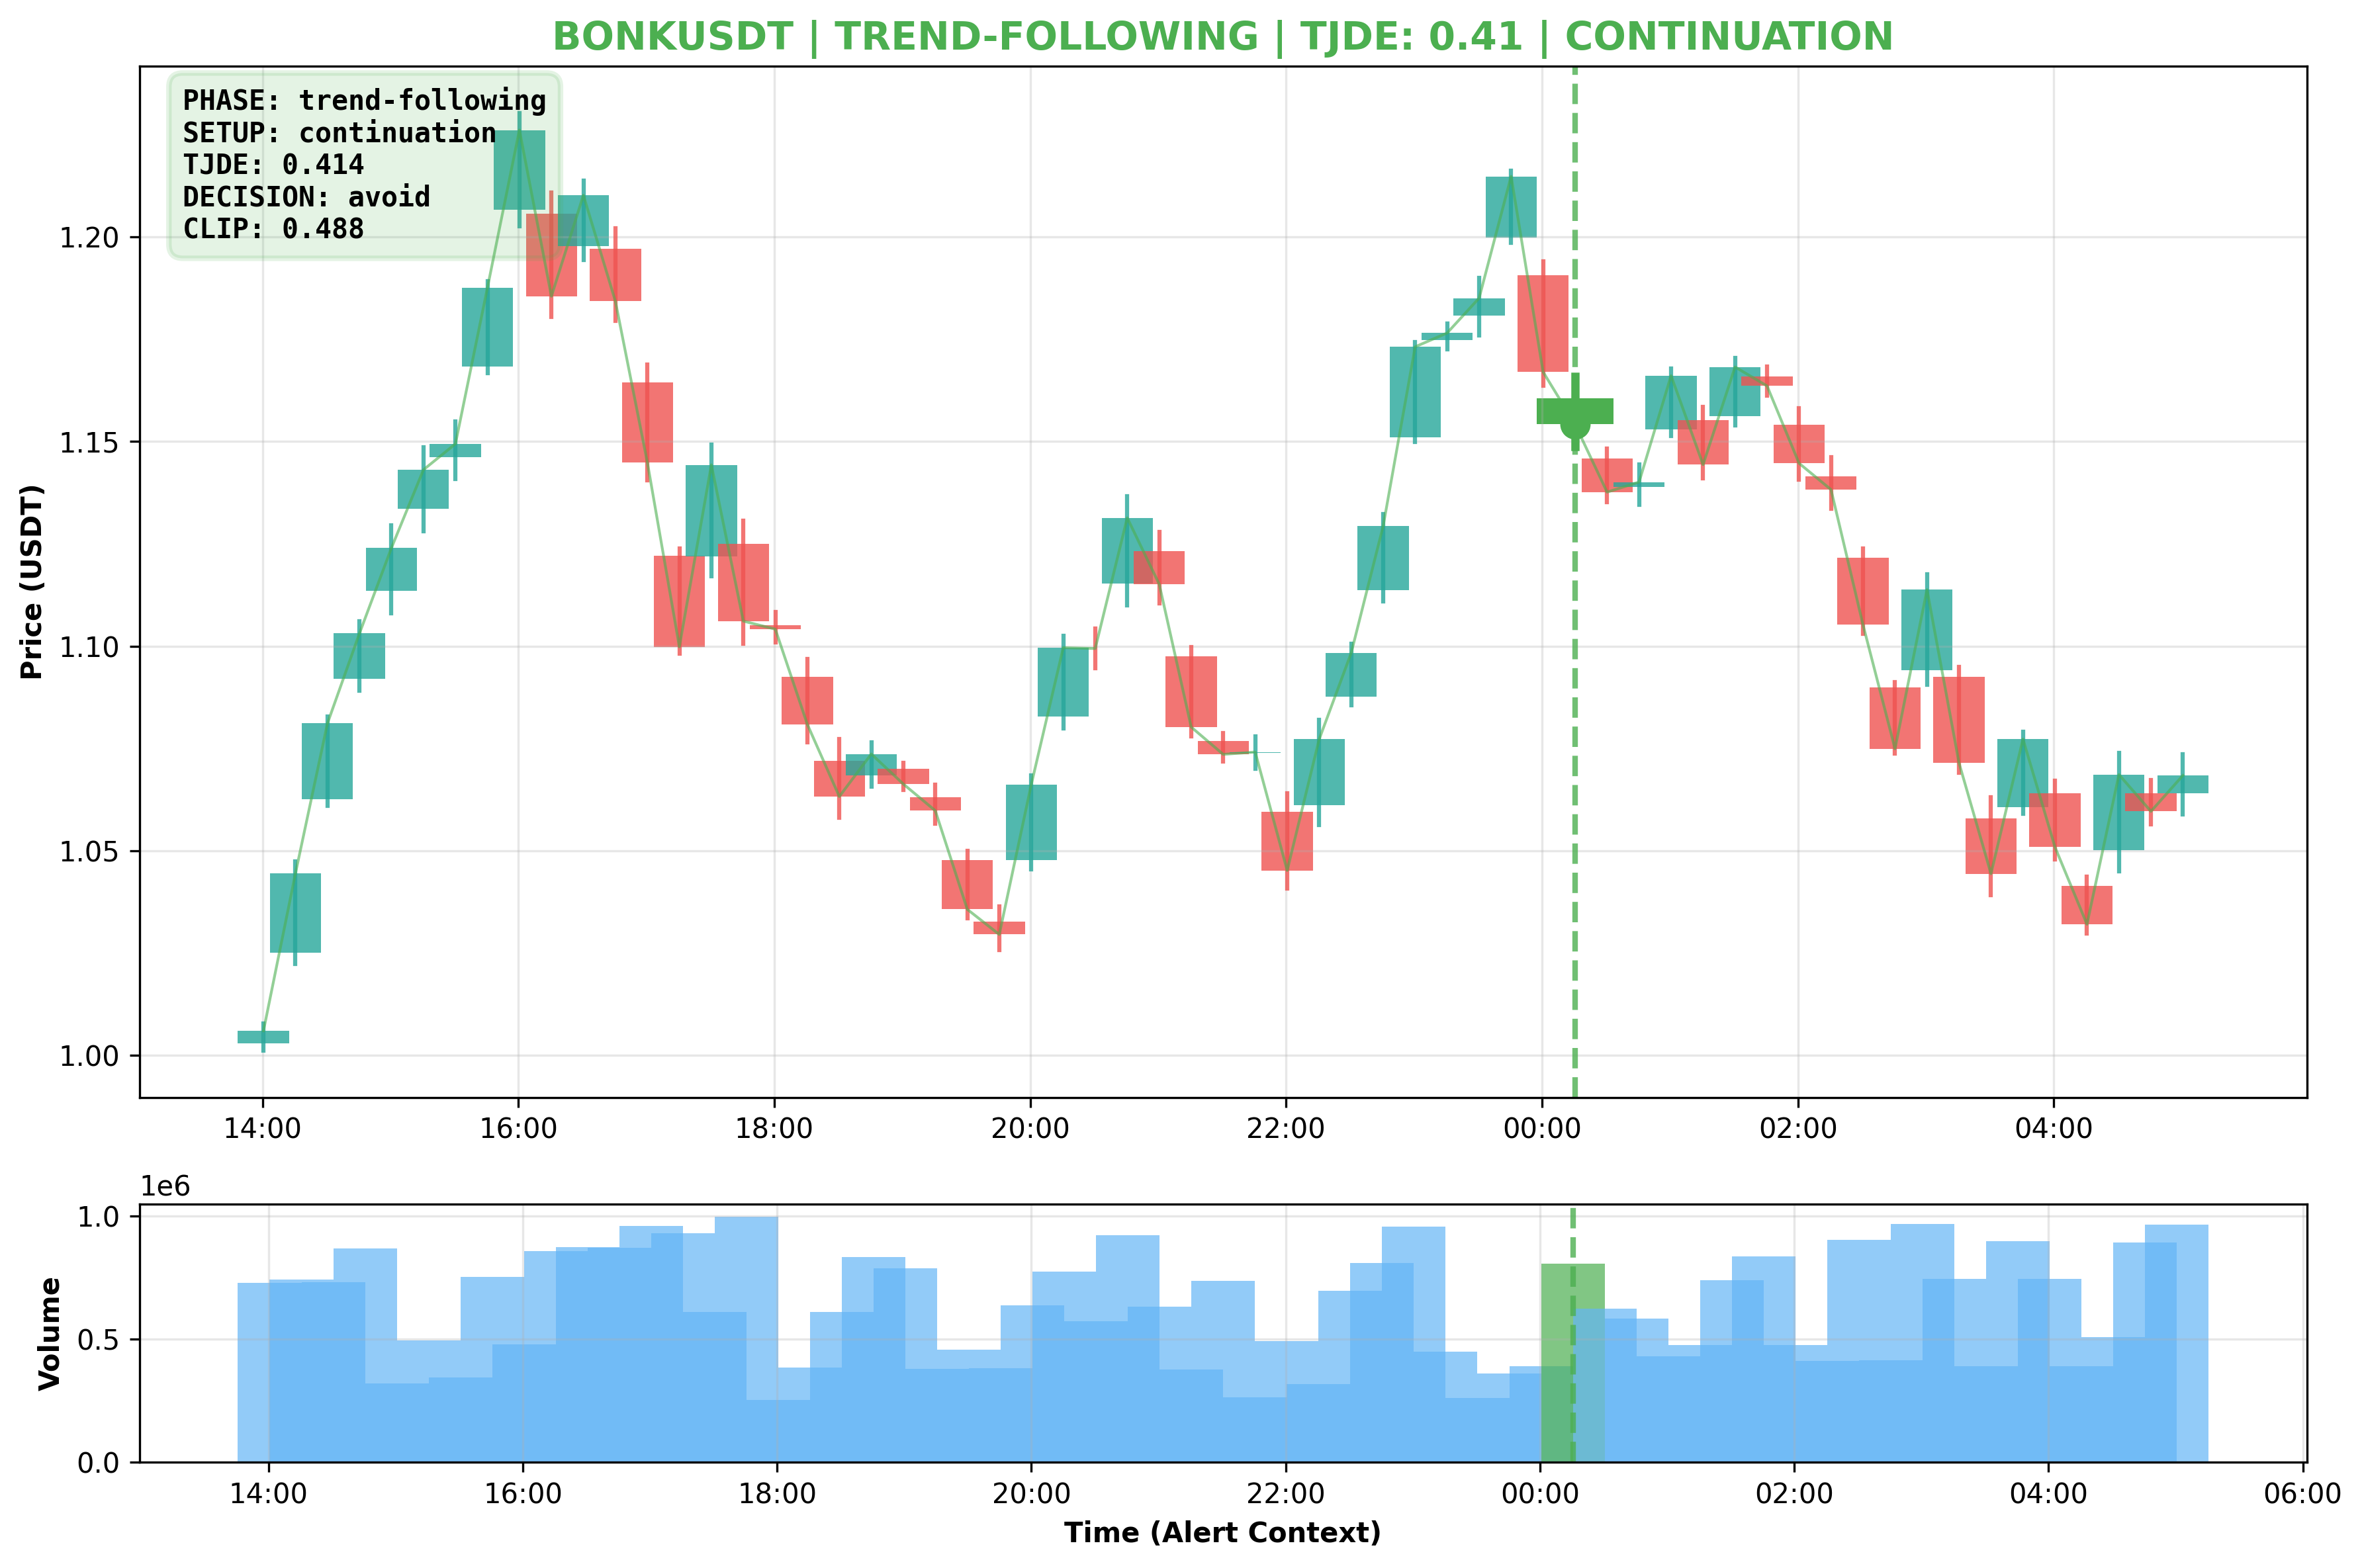 BONKUSDT | TREND-FOLLOWING | TJDE: 0.41 | CONTINUATION
PHASE: trend-following
SETUP: continuation
TJDE: 0.414
DECISION: avoid
CLIP: 0.488
Price (USDT)
1.20
1.15
1.10
1.05
1.00
14:00 16:00 18:00 20:00 22:00 00:00 02:00 04:00
1e6
Volume
1.0
0.5
0.0
14:00 16:00 18:00 20:00 22:00 00:00 02:00 04:00 06:00
Time (Alert Context)